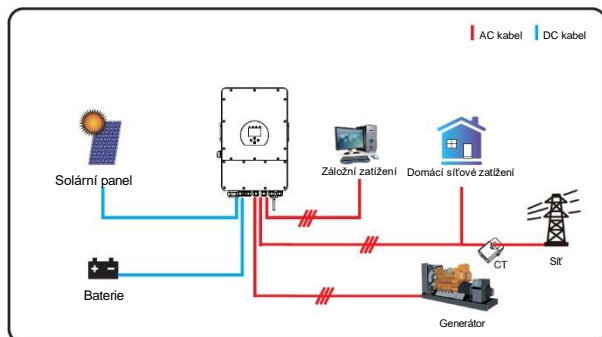 AC kabel
DC kabel
Solární panel
Záložní zatížení
Domácí síťové zatížení
CT
Síť
Baterie
Generátor